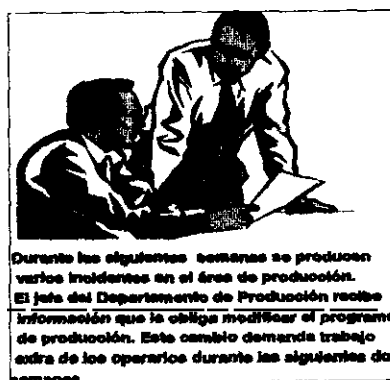 Durante las siguientes semanas se producen
varios incidentes en el área de producción.
El jefe del Departamento de Producción recibe
información que le obliga modificar el programa
de producción. Este cambio demanda trabajo
extra de los operarios durante las siguientes dos
semanas